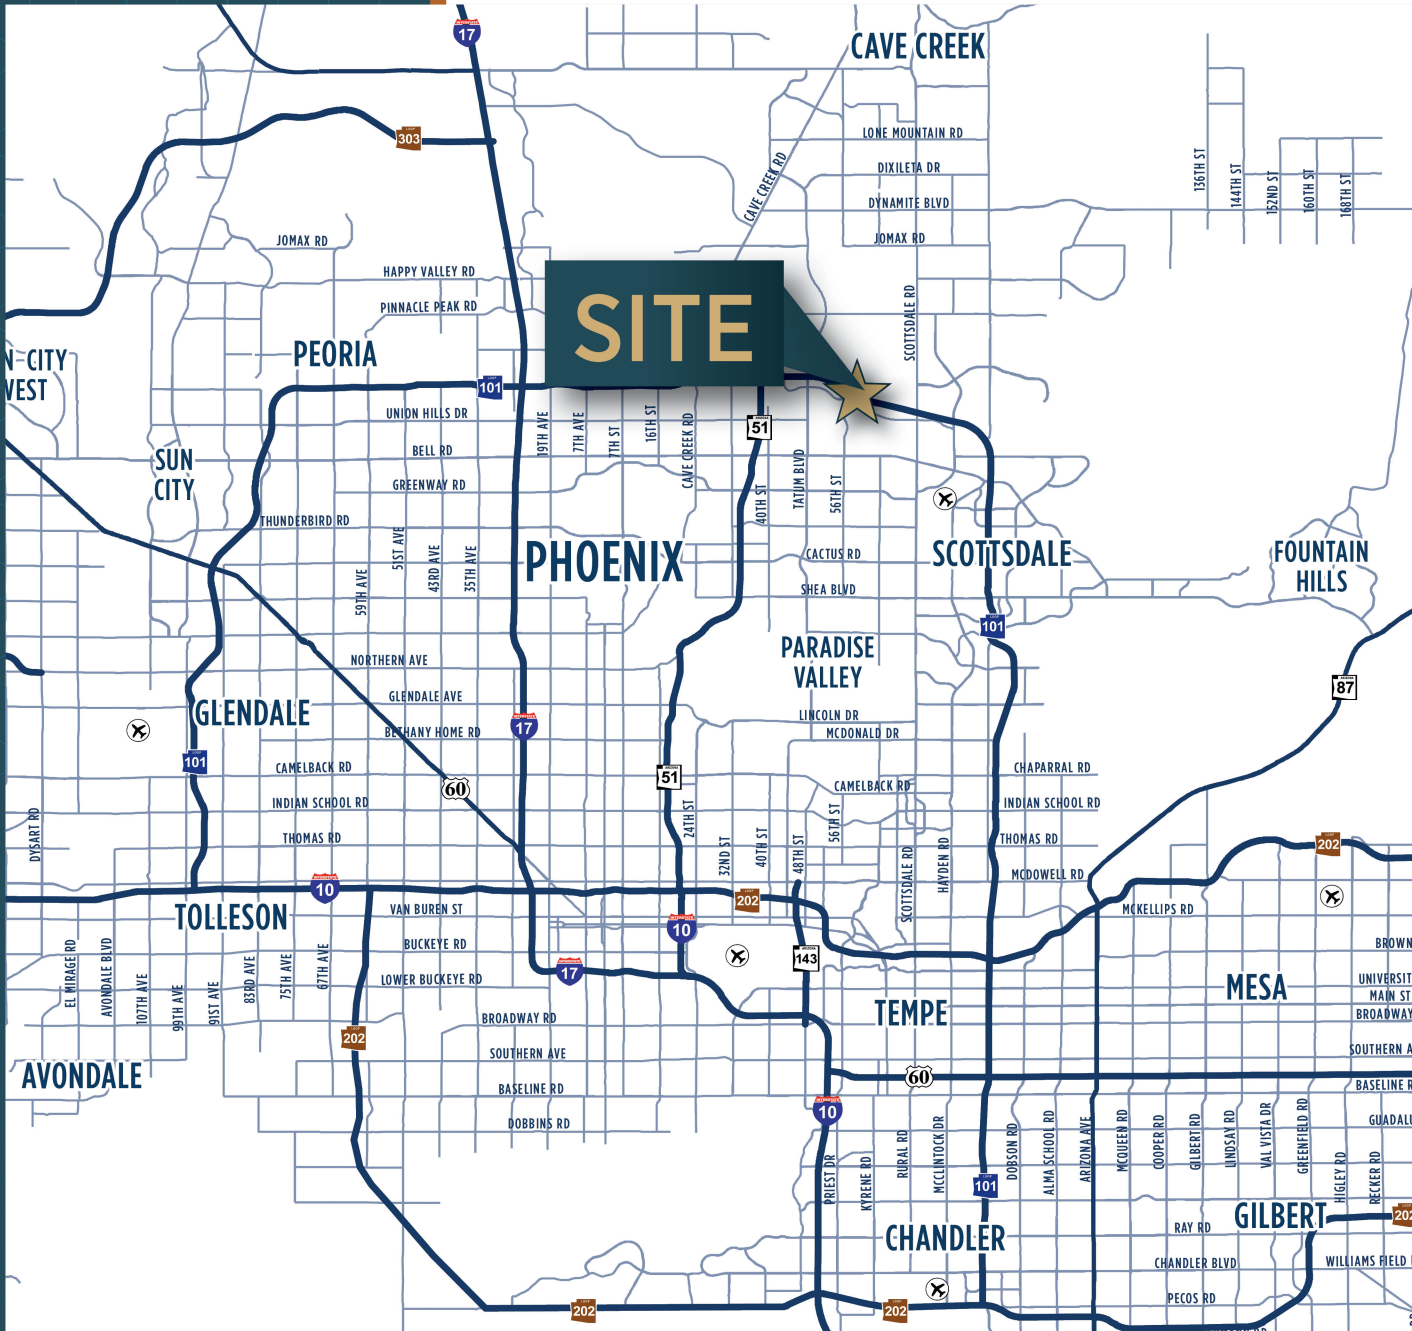 17
CAVE CREEK
303
LONE MOUNTAIN RD
DIXILETA DR
DYNAMITE BLVD
JOMAX RD
CAVE CREEK RD
136TH ST
144TH ST
152ND ST
160TH ST
168TH ST
JOMAX RD
HAPPY VALLEY RD
PINNACLE PEAK RD
SITE
SCOTTSDALE RD
N CITY
WEST
PEORIA
101
UNION HILLS DR
BELL RD
GREENWAY RD
THUNDERBIRD RD
19TH AVE
7TH AVE
7TH ST
16TH ST
CAVE CREEK RD
51
40TH ST
TATUM BLVD
56TH ST
SUN
CITY
51ST AVE
43RD AVE
35TH AVE
59TH AVE
PHOENIX
CACTUS RD
SHEA BLVD
SCOTTSDALE
FOUNTAIN
HILLS
101
PARADISE
VALLEY
NORTHERN AVE
GLENDALE AVE
BETHANY HOME RD
GLENDALE
LINCOLN DR
MCDONALD DR
87
17
101
CAMELBACK RD
INDIAN SCHOOL RD
THOMAS RD
60
51
CAMELBACK RD
CHAPARRAL RD
INDIAN SCHOOL RD
THOMAS RD
MCDOWELL RD
DYSART RD
24TH ST
32ND ST
40TH ST
48TH ST
56TH ST
SCOTTSDALE RD
HAYDEN RD
202
10
202
TOLLESON
VAN BUREN ST
BUCKEYE RD
LOWER BUCKEYE RD
10
MCKELLIPS RD
BROWN
EL MIRAGE RD
AVONDALE BLVD
107TH AVE
99TH AVE
91ST AVE
83RD AVE
75TH AVE
67TH AVE
17
143
MESA
UNIVERSIT
MAIN ST
BROADWAY
TEMPE
BROADWAY RD
202
SOUTHERN AVE
SOUTHERN A
AVONDALE
BASELINE RD
60
BASELINE R
DOBBINS RD
10
GUADALU
PRIEST DR
KYRENE RD
RURAL RD
MCCLINTOCK DR
DOBSON RD
ALMA SCHOOL RD
ARIZONA AVE
MCQUEEN RD
COOPER RD
GILBERT RD
LINDSAY RD
VAL VISTA DR
GREENFIELD RD
HIGLEY RD
RECKER RD
101
GILBERT
202
CHANDLER
RAY RD
CHANDLER BLVD
WILLIAMS FIELD
PECOS RD
202
202